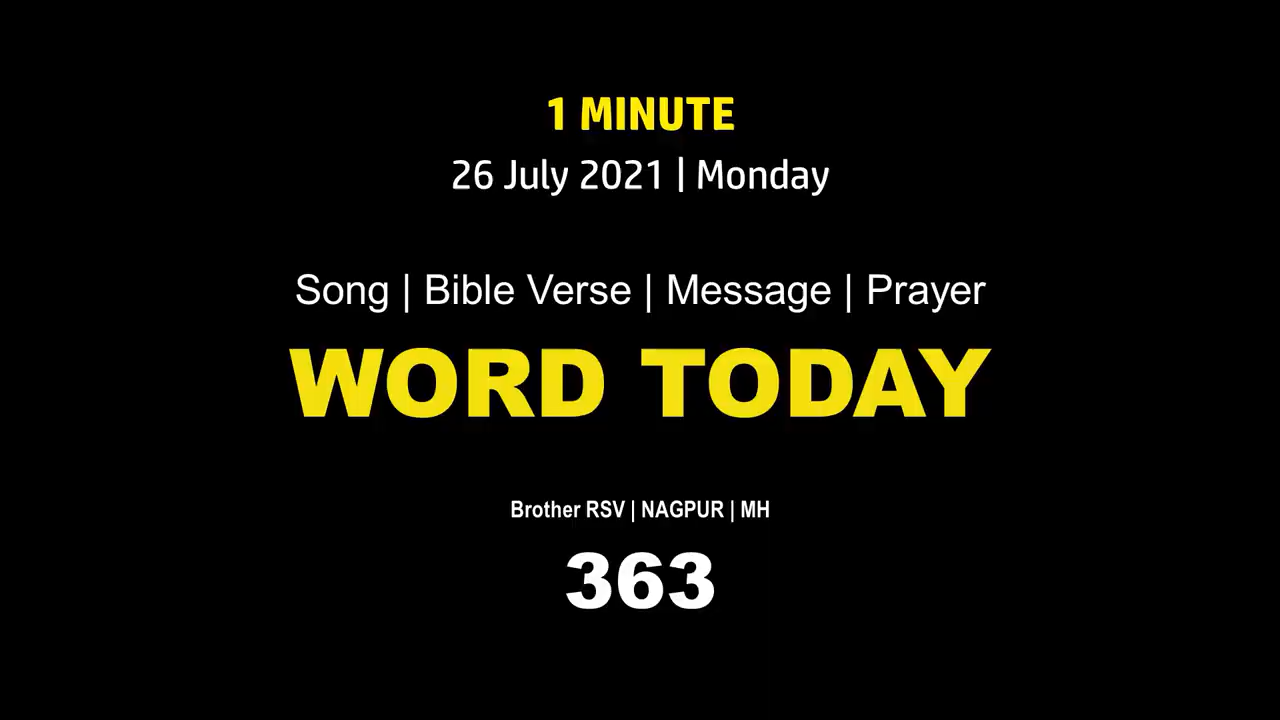 1 MINUTE
26 July 2021 | Monday
Song | Bible Verse | Message | Prayer
WORD TODAY
Brother RSV | NAGPUR | MH
363